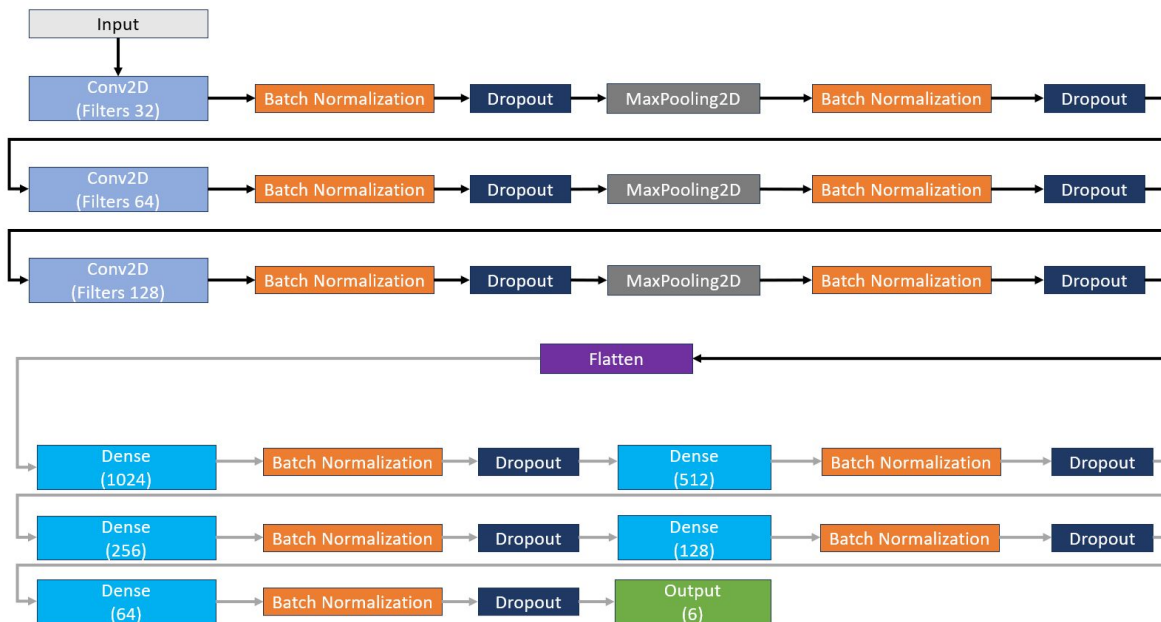 Input
Conv2D
(Filters 32)
Batch Normalization
Dropout
MaxPooling2D
Batch Normalization
Dropout
Conv2D
(Filters 64)
Batch Normalization
Dropout
MaxPooling2D
Batch Normalization
Dropout
Conv2D
(Filters 128)
Batch Normalization
Dropout
MaxPooling2D
Batch Normalization
Dropout
Flatten
Dense
(1024)
Batch Normalization
Dropout
Dense
(512)
Batch Normalization
Dropout
Dense
(256)
Batch Normalization
Dropout
Dense
(128)
Batch Normalization
Dropout
Dense
(64)
Batch Normalization
Dropout
Output
(6)